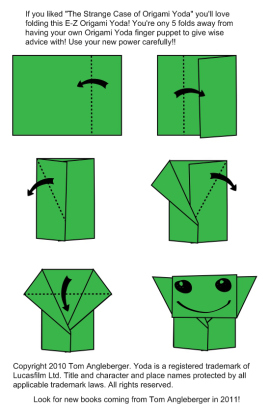 If you liked "The Strange Case of Origami Yoda" you'll love
folding this E-Z Origami Yoda! You're ony 5 folds away from
having your own Origami Yoda finger puppet to give wise
advice with! Use your new power carefully!!
Copyright 2010 Tom Angleberger. Yoda is a registered trademark of
Lucasfilm Ltd. Title and character and place names protected by all
applicable trademark laws. All rights reserved.
Look for new books coming from Tom Angleberger in 2011!